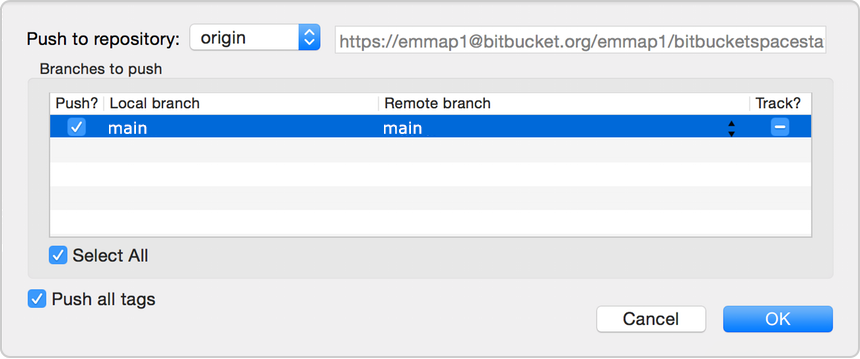 Push to repository: origin https://emmap1@bitbucket.org/emmap1/bitbucketspacesta
Branches to push
Push? Local branch Remote branch Track?
main main
Select All
Push all tags
Cancel OK